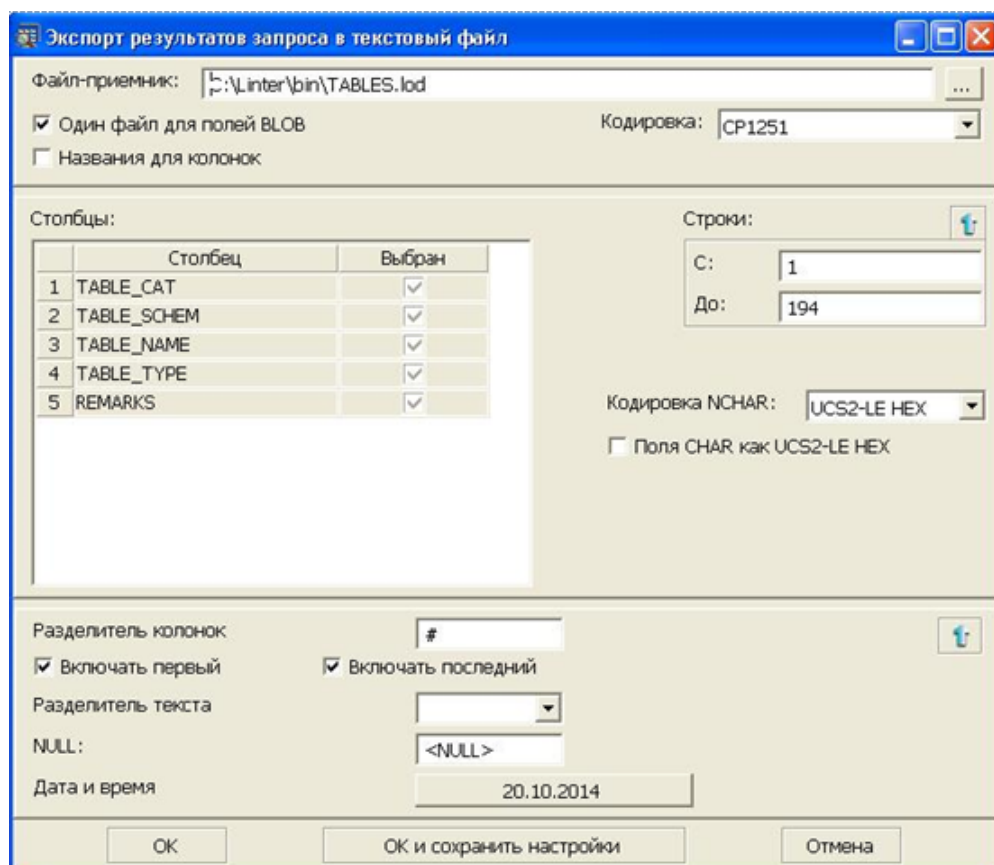 Экспорт результатов запроса в текстовый файл
Файл-приемник: C:\Linter\bin\TABLES.lod ...
Один файл для полей BLOB Кодировка: CP1251
Названия для колонок
Столбцы: Строки:
Столбец Выбран
С: 1
1 TABLE_CAT
2 TABLE_SCHEM
До: 194
3 TABLE_NAME
4 TABLE_TYPE
5 REMARKS
Кодировка NCHAR: UCS2-LE HEX
Поля CHAR как UCS2-LE HEX
Разделитель колонок #
Включать первый Включать последний
Разделитель текста
NULL: <NULL>
Дата и время 20.10.2014
OK OK и сохранить настройки Отмена